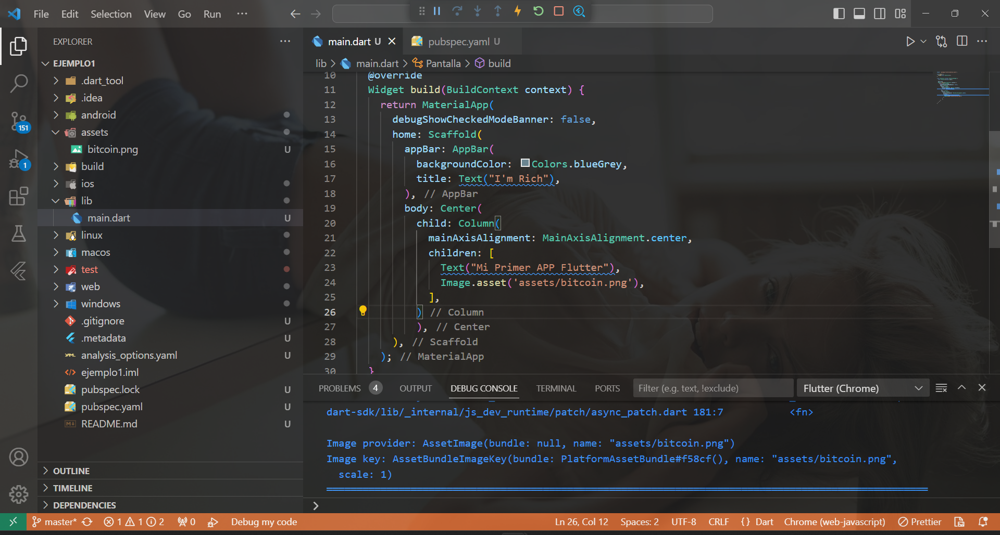 File Edit Selection View Go Run ···
EXPLORER ···
EJEMPLO1
.dart_tool
.idea
android
assets
bitcoin.png U
build
ios
lib
main.dart U
linux
macos
test
web
windows
.gitignore U
.metadata U
analysis_options.yaml U
ejemplo1.iml
pubspec.lock U
pubspec.yaml U
README.md U
OUTLINE
TIMELINE
DEPENDENCIES
151
1
main.dart U
pubspec.yaml U
lib > main.dart > Pantalla > build
10 @override
11 Widget build(BuildContext context) {
12 return MaterialApp(
13 debugShowCheckedModeBanner: false,
14 home: Scaffold(
15 appBar: AppBar(
16 backgroundColor: Colors.blueGrey,
17 title: Text("I'm Rich"),
18 ), // AppBar
19 body: Center(
20 child: Column(
21 mainAxisAlignment: MainAxisAlignment.center,
22 children: [
23 Text("Mi Primer APP Flutter"),
24 Image.asset('assets/bitcoin.png'),
25 ],
26 ) // Column
27 ), // Center
28 ), // Scaffold
29 ); // MaterialApp
30 }
PROBLEMS 4 OUTPUT DEBUG CONSOLE TERMINAL PORTS Filter (e.g. text, !exclude) Flutter (Chrome)
dart-sdk/lib/_internal/js_dev_runtime/patch/async_patch.dart 181:7 <fn>
Image provider: AssetImage(bundle: null, name: "assets/bitcoin.png")
Image key: AssetBundleImageKey(bundle: PlatformAssetBundle#f58cf(), name: "assets/bitcoin.png",
scale: 1)
════════════════════════════════════════
>
master* 1 1 2 0 Debug my code Ln 26, Col 12 Spaces: 2 UTF-8 CRLF {} Dart Chrome (web-javascript) Prettier